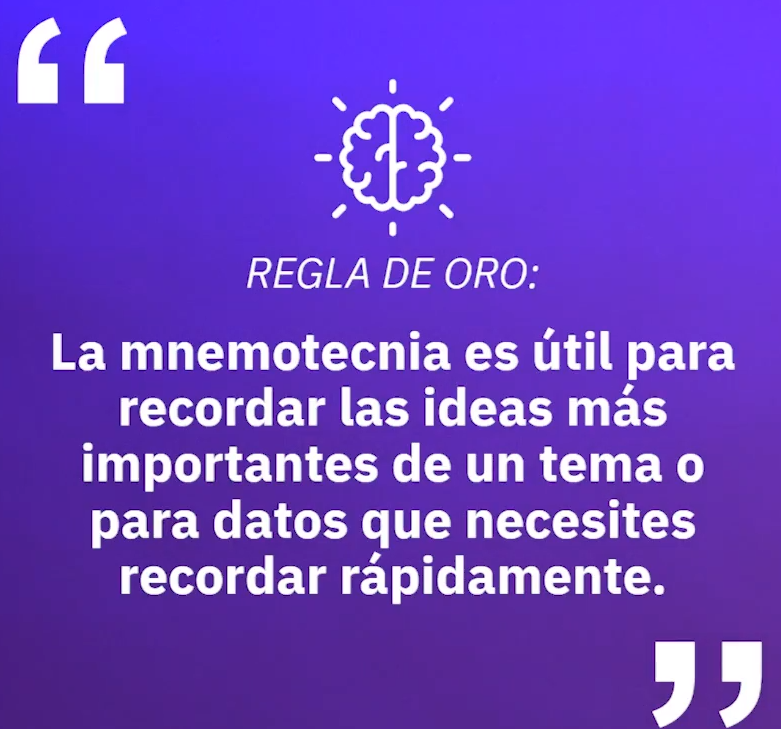 REGLA DE ORO:
La mnemotecnia es útil para
recordar las ideas más
importantes de un tema o
para datos que necesites
recordar rápidamente.